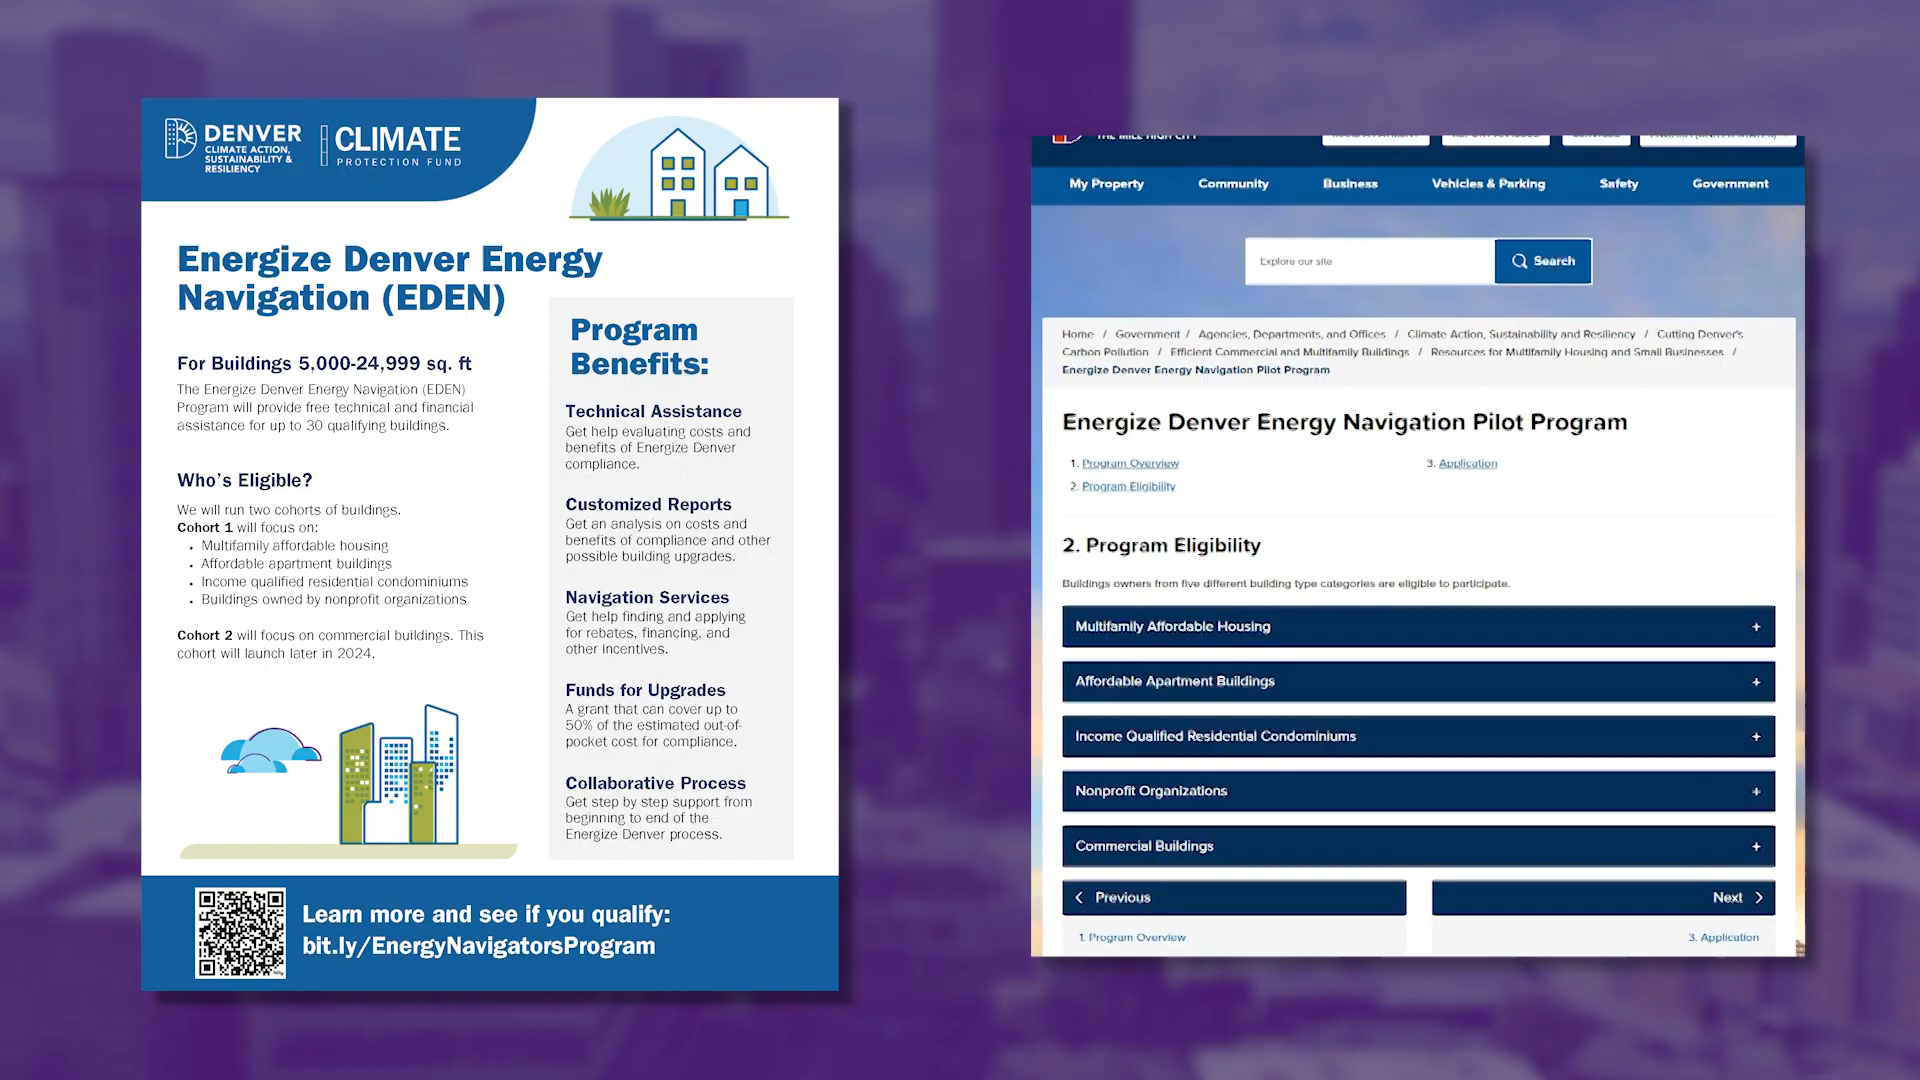 DENVER
CLIMATE ACTION,
SUSTAINABILITY &
RESILIENCY
CLIMATE
PROTECTION FUND
Energize Denver Energy
Navigation (EDEN)
For Buildings 5,000-24,999 sq. ft
The Energize Denver Energy Navigation (EDEN)
Program will provide free technical and financial
assistance for up to 30 qualifying buildings.
Who's Eligible?
We will run two cohorts of buildings.
Cohort 1 will focus on:
• Multifamily affordable housing
• Affordable apartment buildings
• Income qualified residential condominiums
• Buildings owned by nonprofit organizations
Cohort 2 will focus on commercial buildings. This
cohort will launch later in 2024.
Program
Benefits:
Technical Assistance
Get help evaluating costs and
benefits of Energize Denver
compliance.
Customized Reports
Get an analysis on costs and
benefits of compliance and other
possible building upgrades.
Navigation Services
Get help finding and applying
for rebates, financing, and
other incentives.
Funds for Upgrades
A grant that can cover up to
50% of the estimated out-of-
pocket cost for compliance.
Collaborative Process
Get step by step support from
beginning to end of the
Energize Denver process.
Learn more and see if you qualify:
bit.ly/EnergyNavigatorsProgram
THE MILE HIGH CITY
My Property Community Business Vehicles & Parking Safety Government
Explore our site Search
Home / Government / Agencies, Departments, and Offices / Climate Action, Sustainability and Resiliency / Cutting Denver's
Carbon Pollution / Efficient Commercial and Multifamily Buildings / Resources for Multifamily Housing and Small Businesses /
Energize Denver Energy Navigation Pilot Program
Energize Denver Energy Navigation Pilot Program
1. Program Overview 3. Application
2. Program Eligibility
2. Program Eligibility
Buildings owners from five different building type categories are eligible to participate.
Multifamily Affordable Housing +
Affordable Apartment Buildings +
Income Qualified Residential Condominiums +
Nonprofit Organizations +
Commercial Buildings +
< Previous Next >
1. Program Overview 3. Application